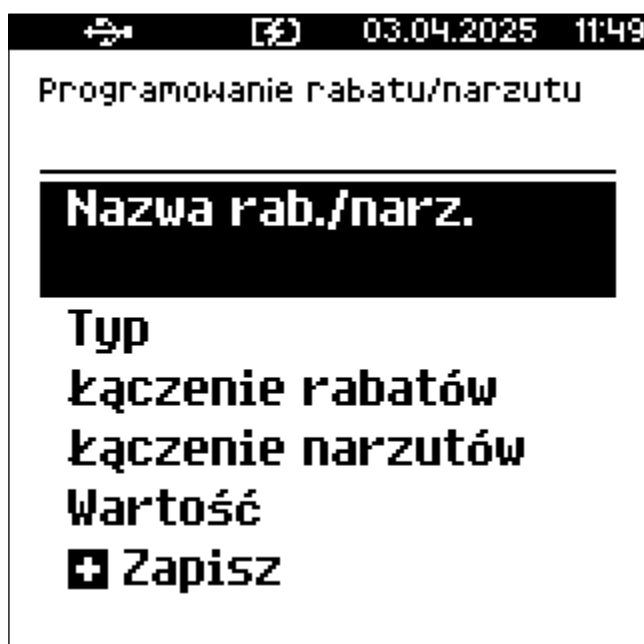 03.04.2025 11:49
Programowanie rabatu/narzutu
Nazwa rab./narz.
Typ
Łączenie rabatów
Łączenie narzutów
Wartość
Zapisz